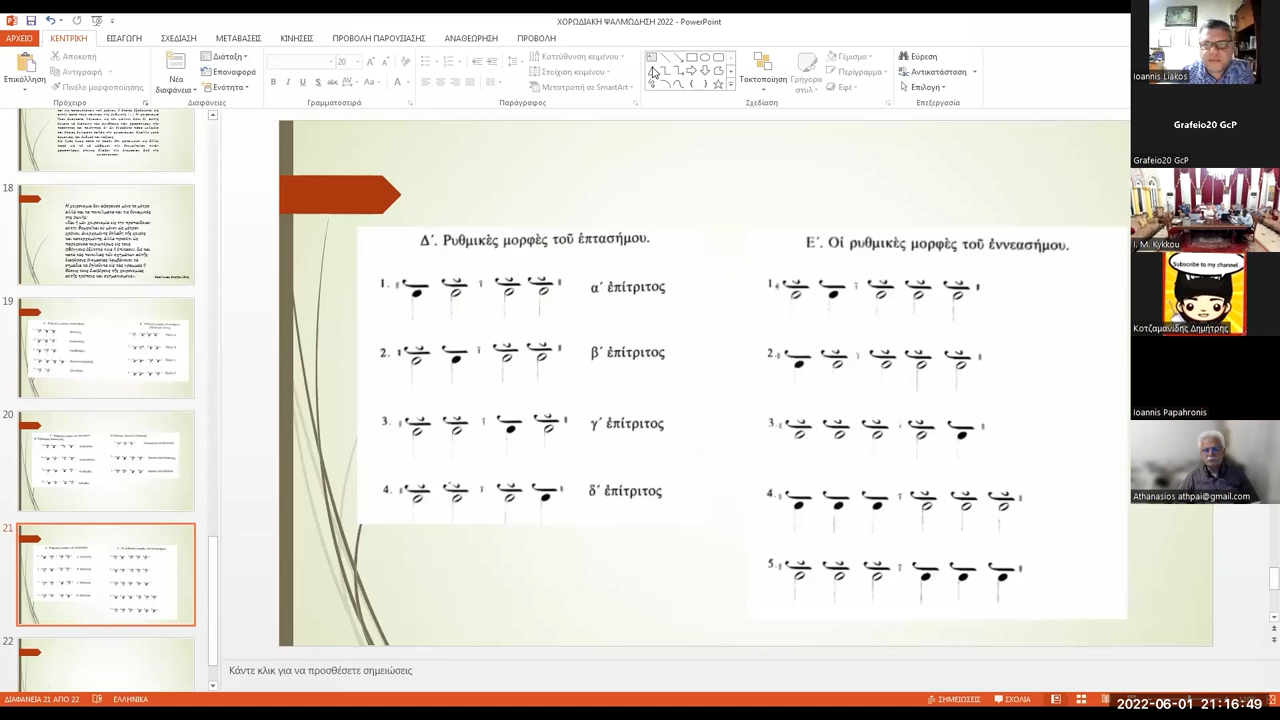 ΧΟΡΩΔΙΑΚΗ ΨΑΛΜΩΔΗΣΗ 2022 - PowerPoint
ΑΡΧΕΙΟ ΚΕΝΤΡΙΚΗ ΕΙΣΑΓΩΓΗ ΣΧΕΔΙΑΣΗ ΜΕΤΑΒΑΣΕΙΣ ΚΙΝΗΣΕΙΣ ΠΡΟΒΟΛΗ ΠΑΡΟΥΣΙΑΣΗΣ ΑΝΑΘΕΩΡΗΣΗ ΠΡΟΒΟΛΗ
Επικόλληση
Αποκοπή
Αντιγραφή
Πινέλο μορφοποίησης
Πρόχειρο
Νέα διαφάνεια
Διάταξη
Επαναφορά
Ενότητα
Διαφάνειες
20
Γραμματοσειρά
Κατεύθυνση κειμένου
Στοίχιση κειμένου
Μετατροπή σε SmartArt
Παράγραφος
Τακτοποίηση
Γρήγορα στυλ
Γέμισμα
Περίγραμμα
Εφέ
Σχεδίαση
Εύρεση
Αντικατάσταση
Επιλογή
Επεξεργασία
18
19
20
21
22
Δ΄. Ρυθμικὲς μορφὲς τοῦ ἑπτασήμου.
1. α΄ ἐπίτριτος
2. β΄ ἐπίτριτος
3. γ΄ ἐπίτριτος
4. δ΄ ἐπίτριτος
Ε΄. Οἱ ρυθμικὲς μορφὲς τοῦ ἐννεασήμου.
1.
2.
3.
4.
5.
Κάντε κλικ για να προσθέσετε σημειώσεις
ΔΙΑΦΑΝΕΙΑ 21 ΑΠΟ 22 ΕΛΛΗΝΙΚΑ ΣΗΜΕΙΩΣΕΙΣ ΣΧΟΛΙΑ
Ioannis Liakos
Grafeio20 GcP
Grafeio20 GcP
I. M. Kykkou
Subscribe to my channel
Κοτζαμανίδης Δημήτρης
Ioannis Papahronis
Athanasios athpai@gmail.com
2022-06-01 21:16:49